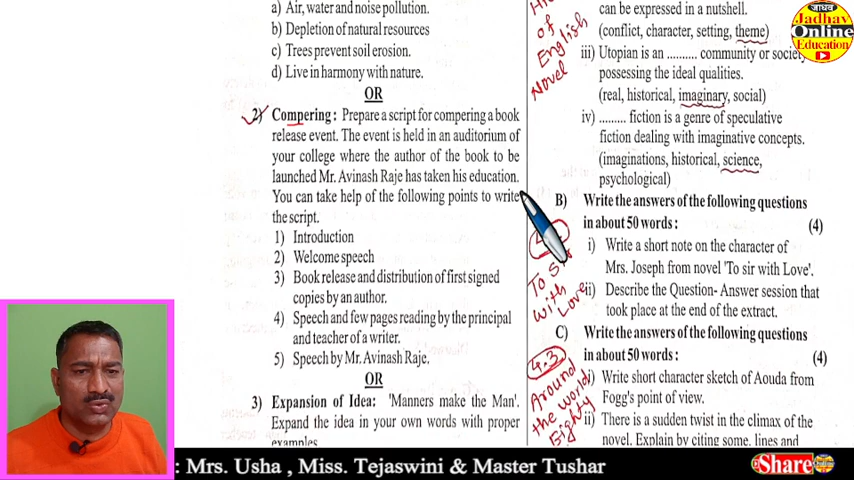 a) Air, water and noise pollution.
b) Depletion of natural resources
c) Trees prevent soil erosion.
d) Live in harmony with nature.
OR
2) Compering : Prepare a script for compering a book
release event. The event is held in an auditorium of
your college where the author of the book to be
launched Mr. Avinash Raje has taken his education.
You can take help of the following points to write
the script.
1) Introduction
2) Welcome speech
3) Book release and distribution of first signed
copies by an author.
4) Speech and few pages reading by the principal
and teacher of a writer.
5) Speech by Mr. Avinash Raje.
OR
3) Expansion of Idea: 'Manners make the Man'.
Expand the idea in your own words with proper
examples.
of
English
Novel
can be expressed in a nutshell.
(conflict, character, setting, theme)
iii) Utopian is an .......... community or society
possessing the ideal qualities.
(real, historical, imaginary, social)
iv) ......... fiction is a genre of speculative
fiction dealing with imaginative concepts.
(imaginations, historical, science,
psychological)
B) Write the answers of the following questions
in about 50 words : (4)
To
With
Love
i) Write a short note on the character of
Mrs. Joseph from novel 'To sir with Love'.
ii) Describe the Question- Answer session that
took place at the end of the extract.
C) Write the answers of the following questions
in about 50 words : (4)
4.3
Around
the world
Eighty
i) Write short character sketch of Aouda from
Fogg's point of view.
ii) There is a sudden twist in the climax of the
novel. Explain by citing some, lines and
जाधव
Jadhav
Online
Education
: Mrs. Usha , Miss. Tejaswini & Master Tushar
Share